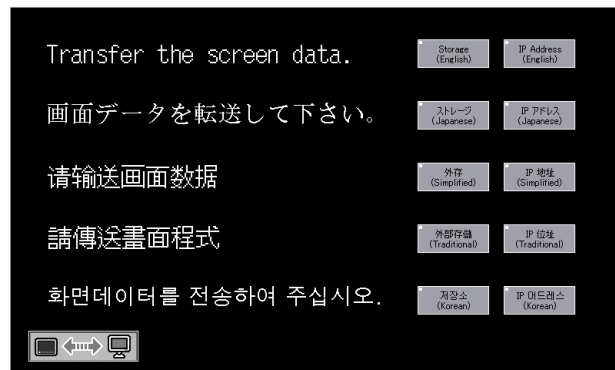 Transfer the screen data.
Storage
(English)
IP Address
(English)
画面データを転送して下さい。
ストレージ
(Japanese)
IP アドレス
(Japanese)
请输送画面数据
外存
(Simplified)
IP 地址
(Simplified)
請傳送畫面程式
外部存儲
(Traditional)
IP 位址
(Traditional)
화면데이터를 전송하여 주십시오.
저장소
(Korean)
IP 어드레스
(Korean)